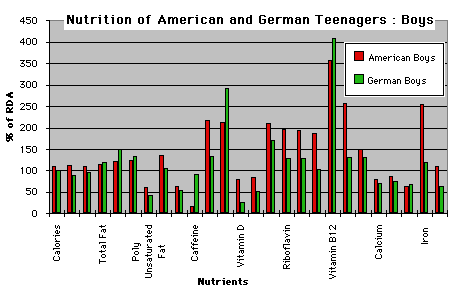 Nutrition of American and German Teenagers : Boys
450
400
350
300
250
200
150
100
50
0
% of RDA
American Boys
German Boys
Calories
Total Fat
Poly
Unsaturated
Fat
Caffeine
Vitamin D
Riboflavin
Vitamin B12
Calcium
Iron
Nutrients